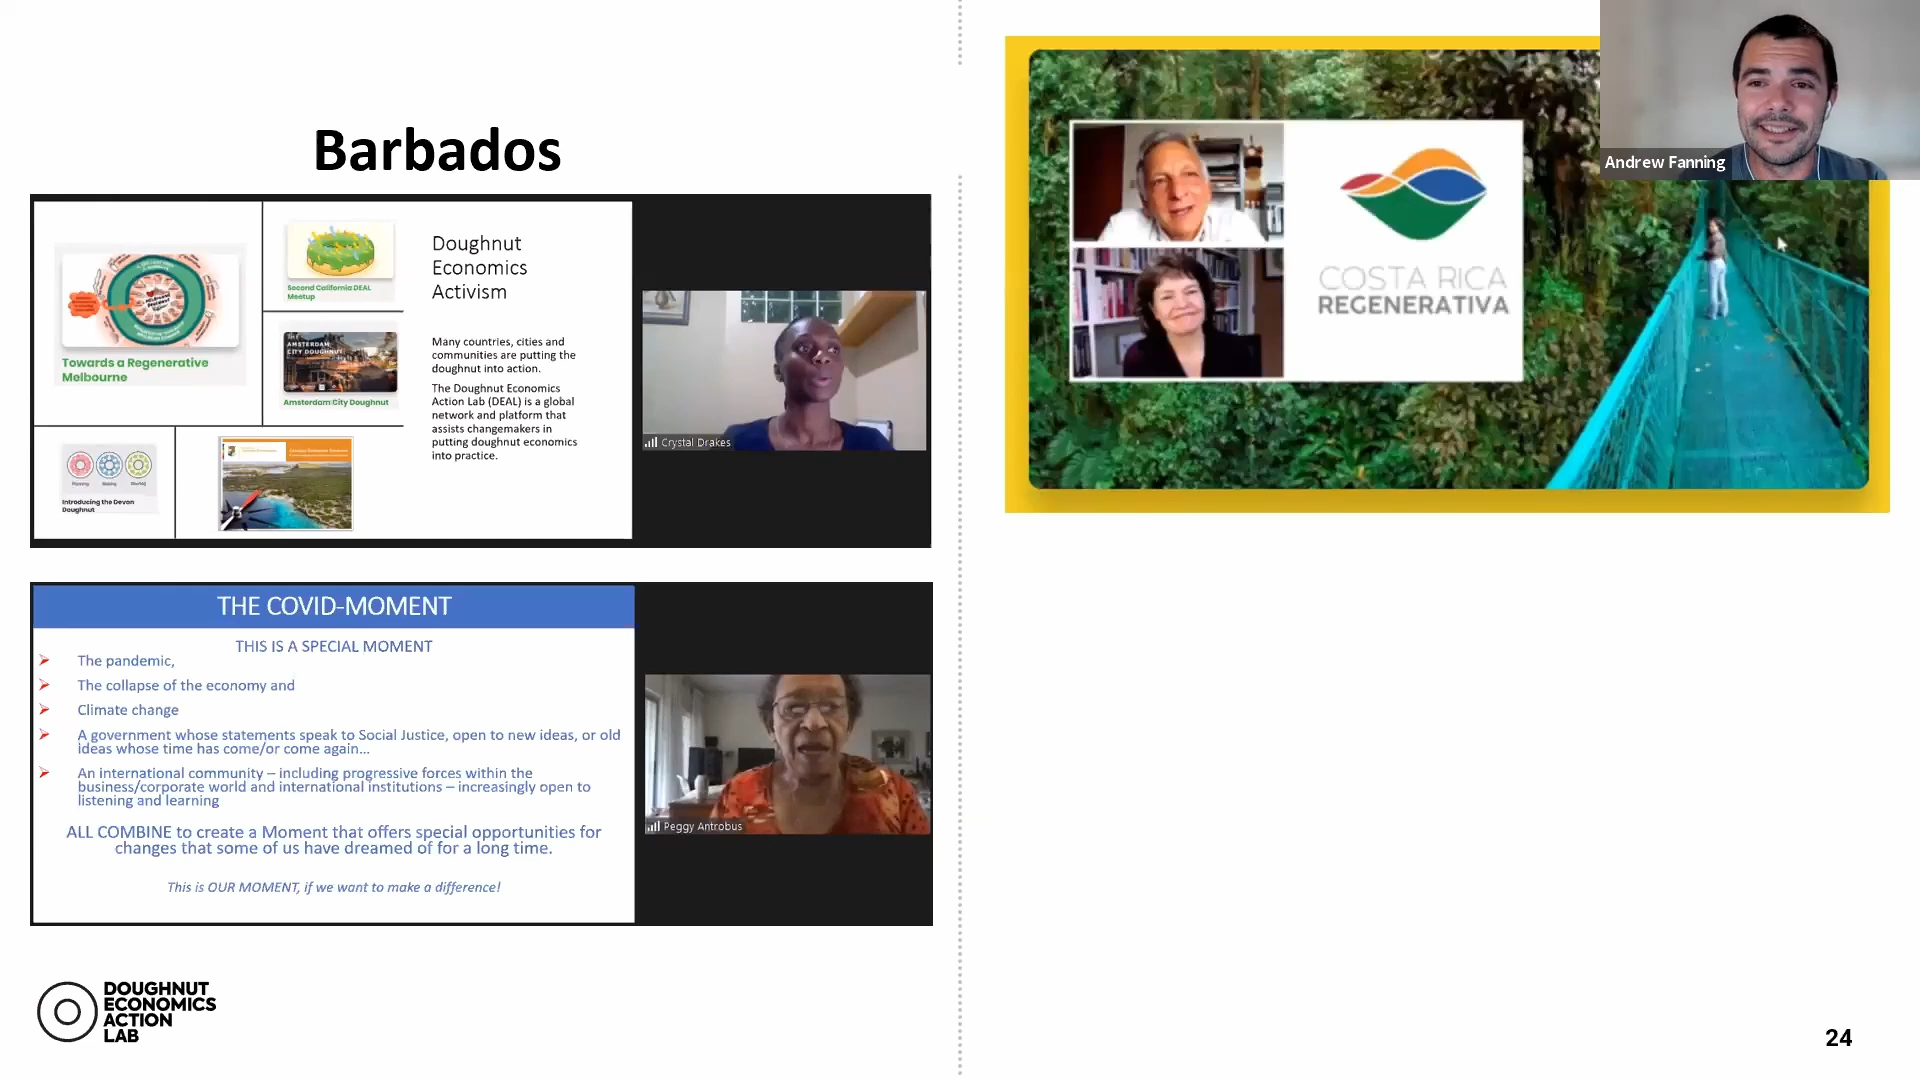 Barbados
Towards a Regenerative
Melbourne
Second California DEAL
Meetup
AMSTERDAM
CITY DOUGHNUT
Amsterdam City Doughnut
Introducing the Devon
Doughnut
Doughnut
Economics
Activism
Many countries, cities and
communities are putting the
doughnut into action.
The Doughnut Economics
Action Lab (DEAL) is a global
network and platform that
assists changemakers in
putting doughnut economics
into practice.
Crystal Drakes
THE COVID-MOMENT
THIS IS A SPECIAL MOMENT
The pandemic,
The collapse of the economy and
Climate change
A government whose statements speak to Social Justice, open to new ideas, or old
ideas whose time has come/or come again...
An international community – including progressive forces within the
business/corporate world and international institutions – increasingly open to
listening and learning
ALL COMBINE to create a Moment that offers special opportunities for
changes that some of us have dreamed of for a long time.
This is OUR MOMENT, if we want to make a difference!
Peggy Antrobus
COSTA RICA
REGENERATIVA
Andrew Fanning
DOUGHNUT
ECONOMICS
ACTION
LAB
24